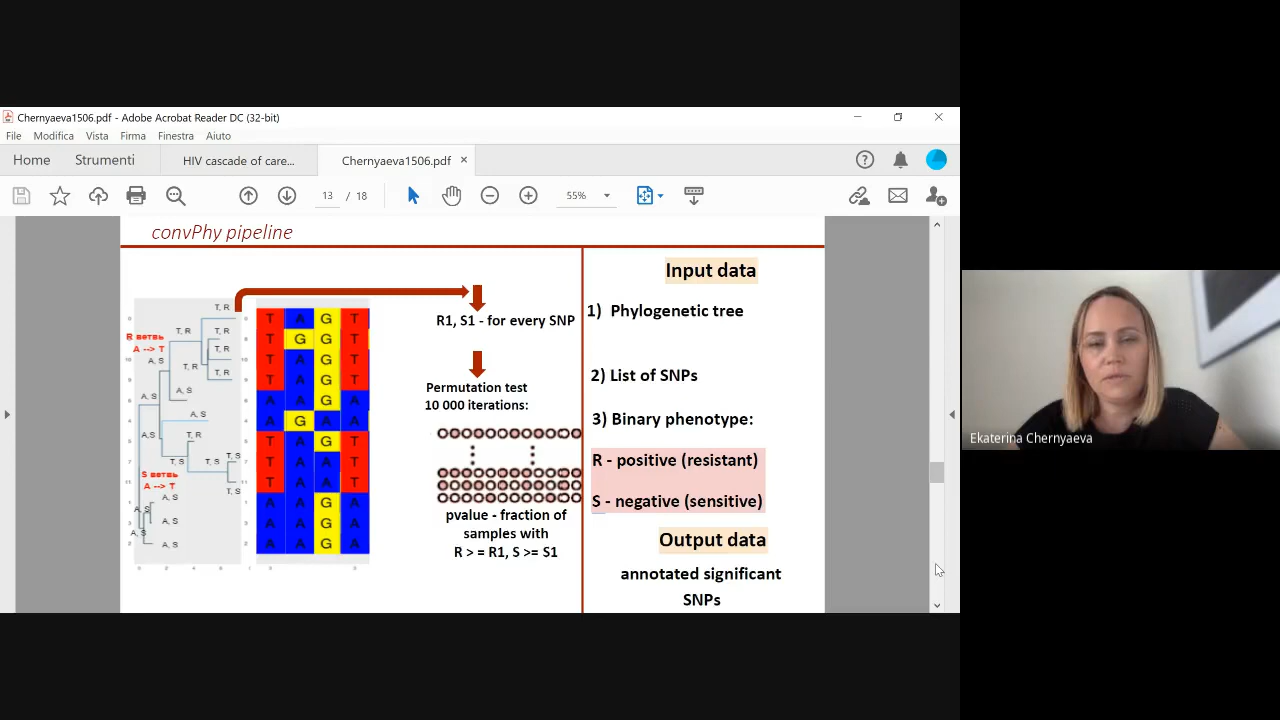 Chernyaeva1506.pdf - Adobe Acrobat Reader DC (32-bit)
File Modifica Vista Firma Finestra Aiuto
Home Strumenti HIV cascade of care... Chernyaeva1506.pdf ×
13 / 18 55%
convPhy pipeline
R ветвь
A --> T
S ветвь
A --> T
T, R
T, R
T, R
T, R
A, S
T, R
T, R
A, S
A, S
A, S
A,S
T, R
T, S
T, S
T, S
T, S
A, S
A, S
A, S
A, S
A, S
T A G T
T G G T
T A G T
T A G T
A A G A
A G A A
T A G T
T A A T
T A A T
A A G A
A A G A
A A G A
R1, S1 - for every SNP
Permutation test
10 000 iterations:
pvalue - fraction of
samples with
R > = R1, S >= S1
Input data
1) Phylogenetic tree
2) List of SNPs
3) Binary phenotype:
R - positive (resistant)
S - negative (sensitive)
Output data
annotated significant
SNPs
Ekaterina Chernyaeva